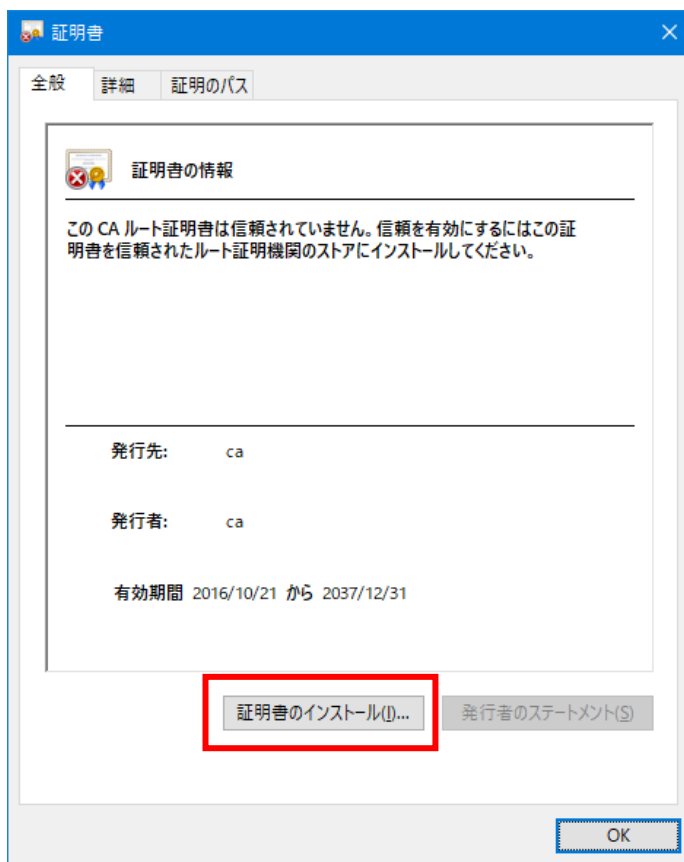 証明書
全般
詳細
証明のパス
証明書の情報
この CA ルート証明書は信頼されていません。信頼を有効にするにはこの証
明書を信頼されたルート証明機関のストアにインストールしてください。
発行先: ca
発行者: ca
有効期間 2016/10/21 から 2037/12/31
証明書のインストール(I)...
発行者のステートメント(S)
OK